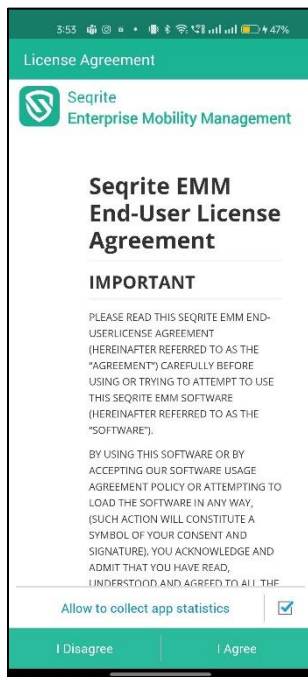 3:53 47%
License Agreement
Seqrite
Enterprise Mobility Management
Seqrite EMM
End-User License
Agreement
IMPORTANT
PLEASE READ THIS SEQRITE EMM END-
USERLICENSE AGREEMENT
(HEREINAFTER REFERRED TO AS THE
"AGREEMENT") CAREFULLY BEFORE
USING OR TRYING TO ATTEMPT TO USE
THIS SEQRITE EMM SOFTWARE
(HEREINAFTER REFERRED TO AS THE
"SOFTWARE").
BY USING THIS SOFTWARE OR BY
ACCEPTING OUR SOFTWARE USAGE
AGREEMENT POLICY OR ATTEMPTING TO
LOAD THE SOFTWARE IN ANY WAY,
(SUCH ACTION WILL CONSTITUTE A
SYMBOL OF YOUR CONSENT AND
SIGNATURE), YOU ACKNOWLEDGE AND
ADMIT THAT YOU HAVE READ,
UNDERSTOOD AND AGREED TO ALL THE
Allow to collect app statistics
I Disagree I Agree